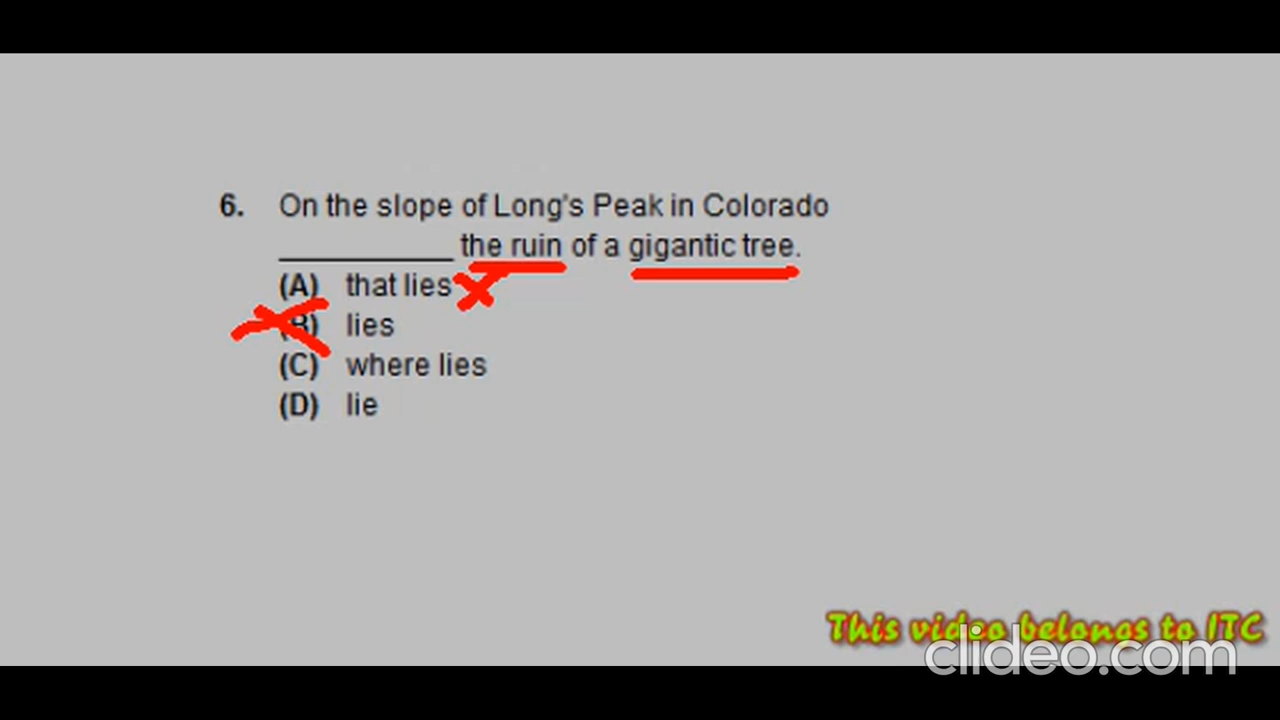 6. On the slope of Long's Peak in Colorado
__________ the ruin of a gigantic tree.
(A) that lies
(B) lies
(C) where lies
(D) lie
This video belongs to ITC
clideo.com